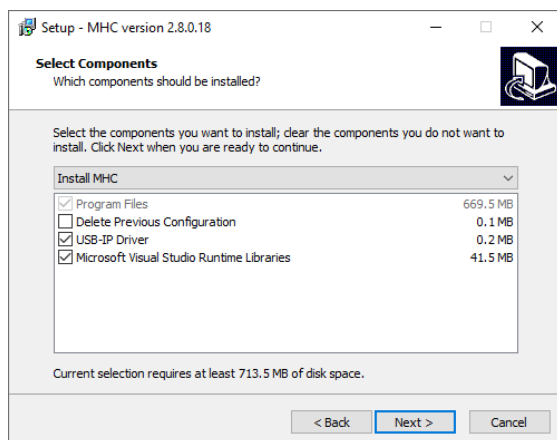 Setup - MHC version 2.8.0.18
Select Components
Which components should be installed?
Select the components you want to install; clear the components you do not want to
install. Click Next when you are ready to continue.
Install MHC
Program Files 669.5 MB
Delete Previous Configuration 0.1 MB
USB-IP Driver 0.2 MB
Microsoft Visual Studio Runtime Libraries 41.5 MB
Current selection requires at least 713.5 MB of disk space.
< Back Next > Cancel